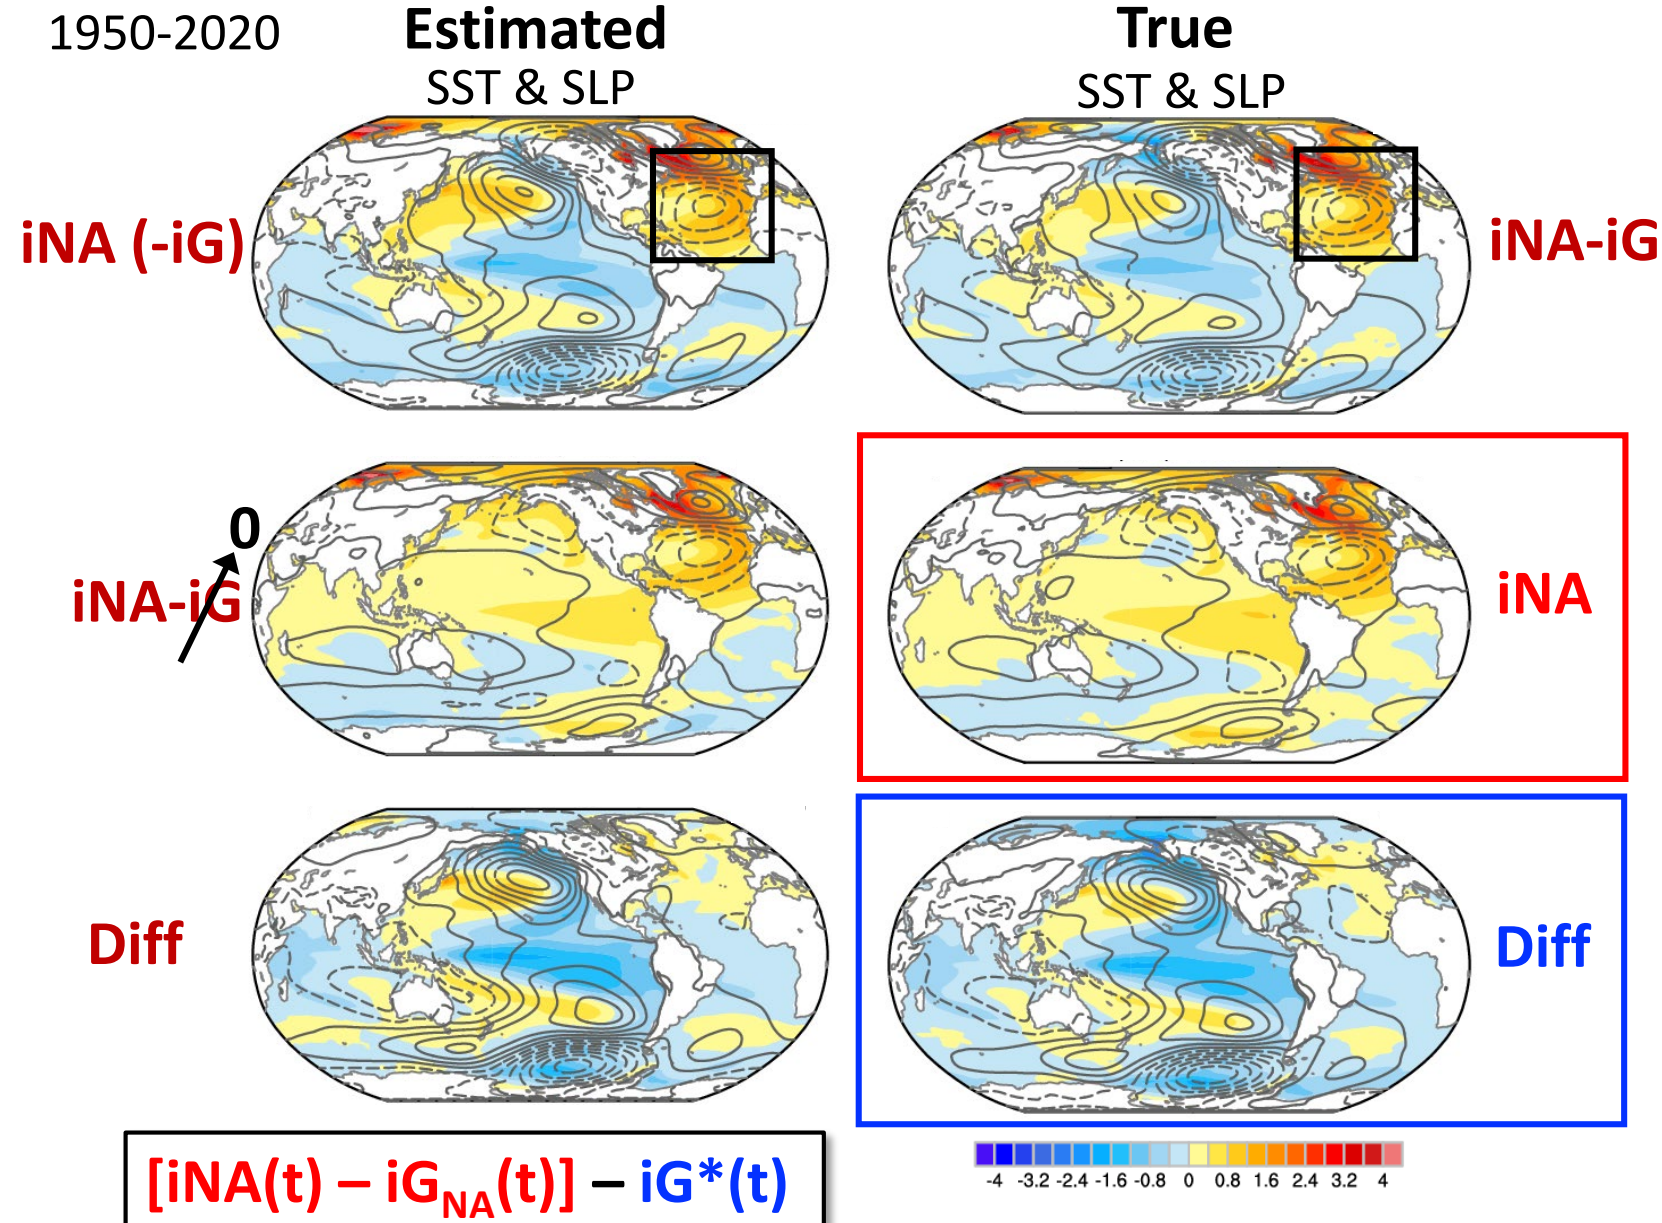 1950-2020
Estimated
SST & SLP
True
SST & SLP
iNA (-iG)
iNA-iG
0
iNA-iG
iNA
Diff
Diff
[iNA(t) – iG_NA(t)] – iG*(t)
-4 -3.2 -2.4 -1.6 -0.8 0 0.8 1.6 2.4 3.2 4